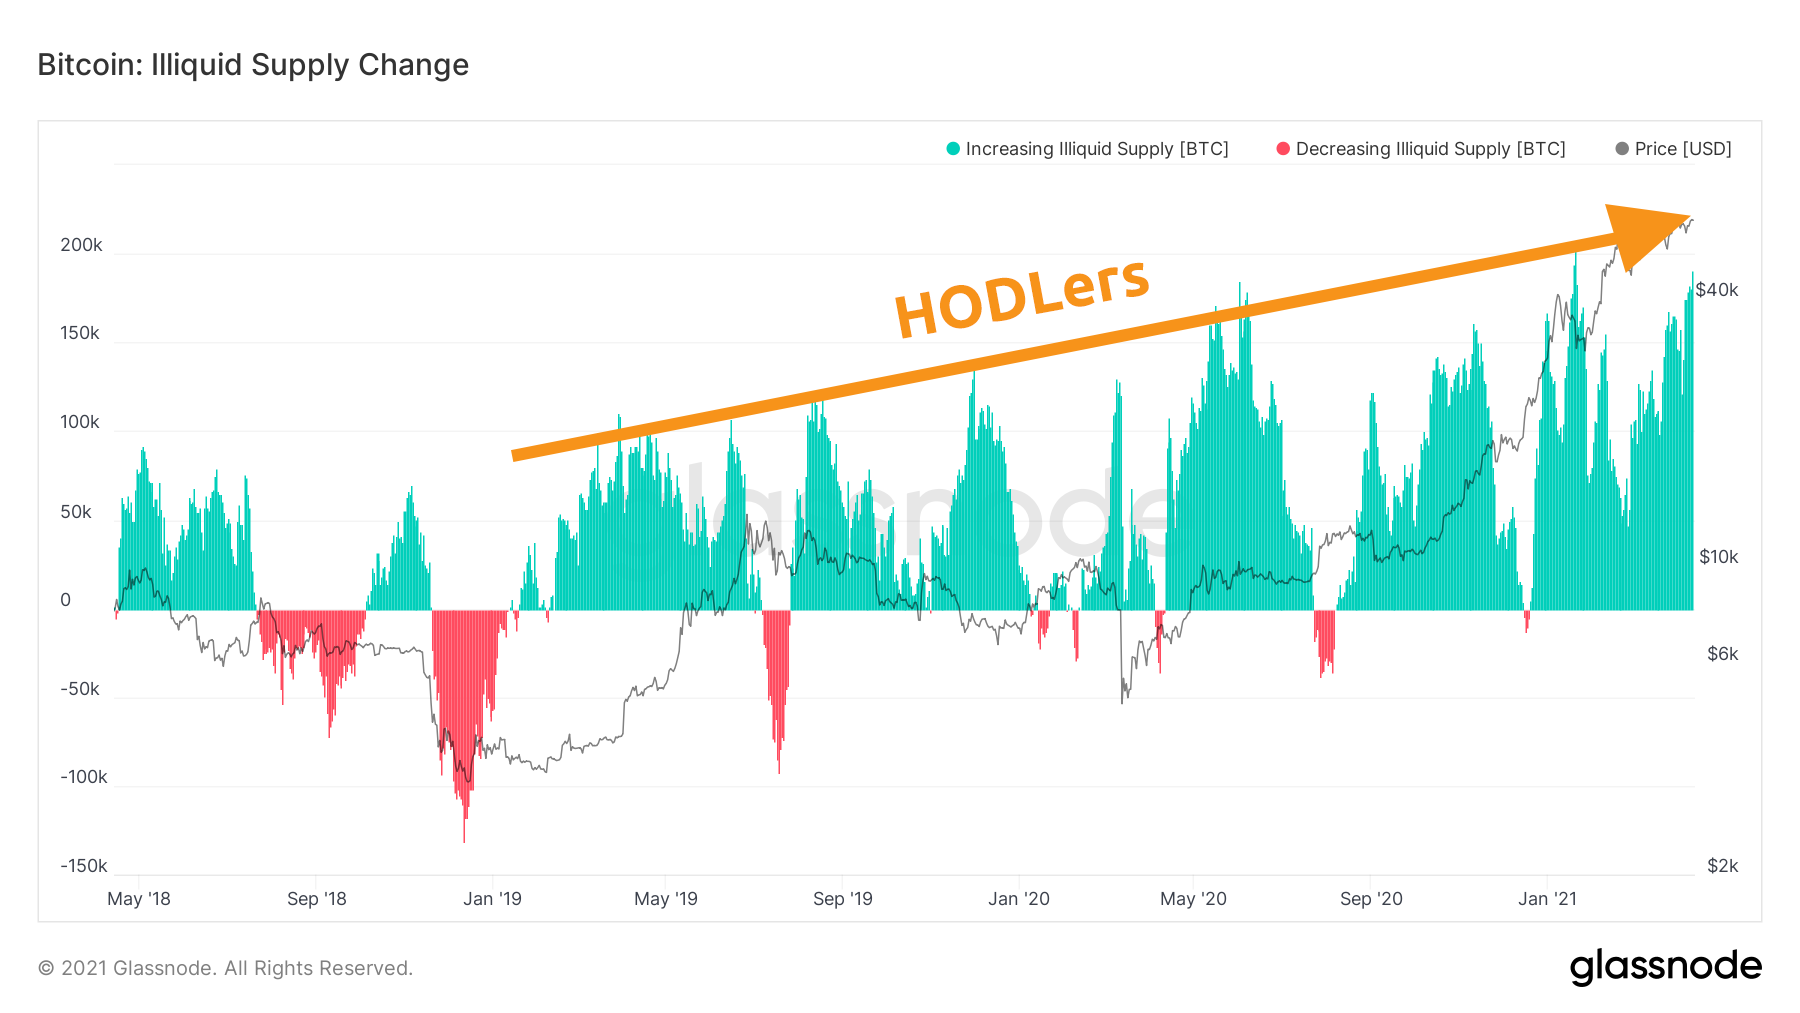 Bitcoin: Illiquid Supply Change
Increasing Illiquid Supply [BTC] Decreasing Illiquid Supply [BTC] Price [USD]
200k
150k
100k
50k
0
-50k
-100k
-150k
HODLers
glassnode
$40k
$10k
$6k
$2k
May '18 Sep '18 Jan '19 May '19 Sep '19 Jan '20 May '20 Sep '20 Jan '21
© 2021 Glassnode. All Rights Reserved.
glassnode